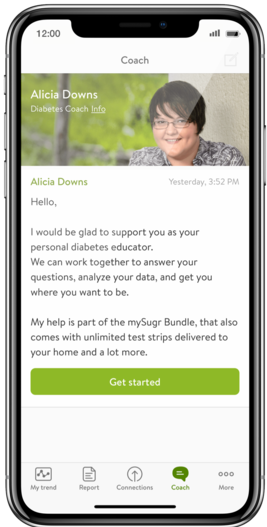 12:00
Coach
Alicia Downs
Diabetes Coach Info
Alicia Downs Yesterday, 3:52 PM
Hello,
I would be glad to support you as your
personal diabetes educator.
We can work together to answer your
questions, analyze your data, and get you
where you want to be.
My help is part of the mySugr Bundle, that also
comes with unlimited test strips delivered to
your home and a lot more.
Get started
My trend Report Connections Coach More